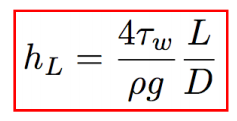 h_L = \frac{4\tau_w}{\rho g} \frac{L}{D}